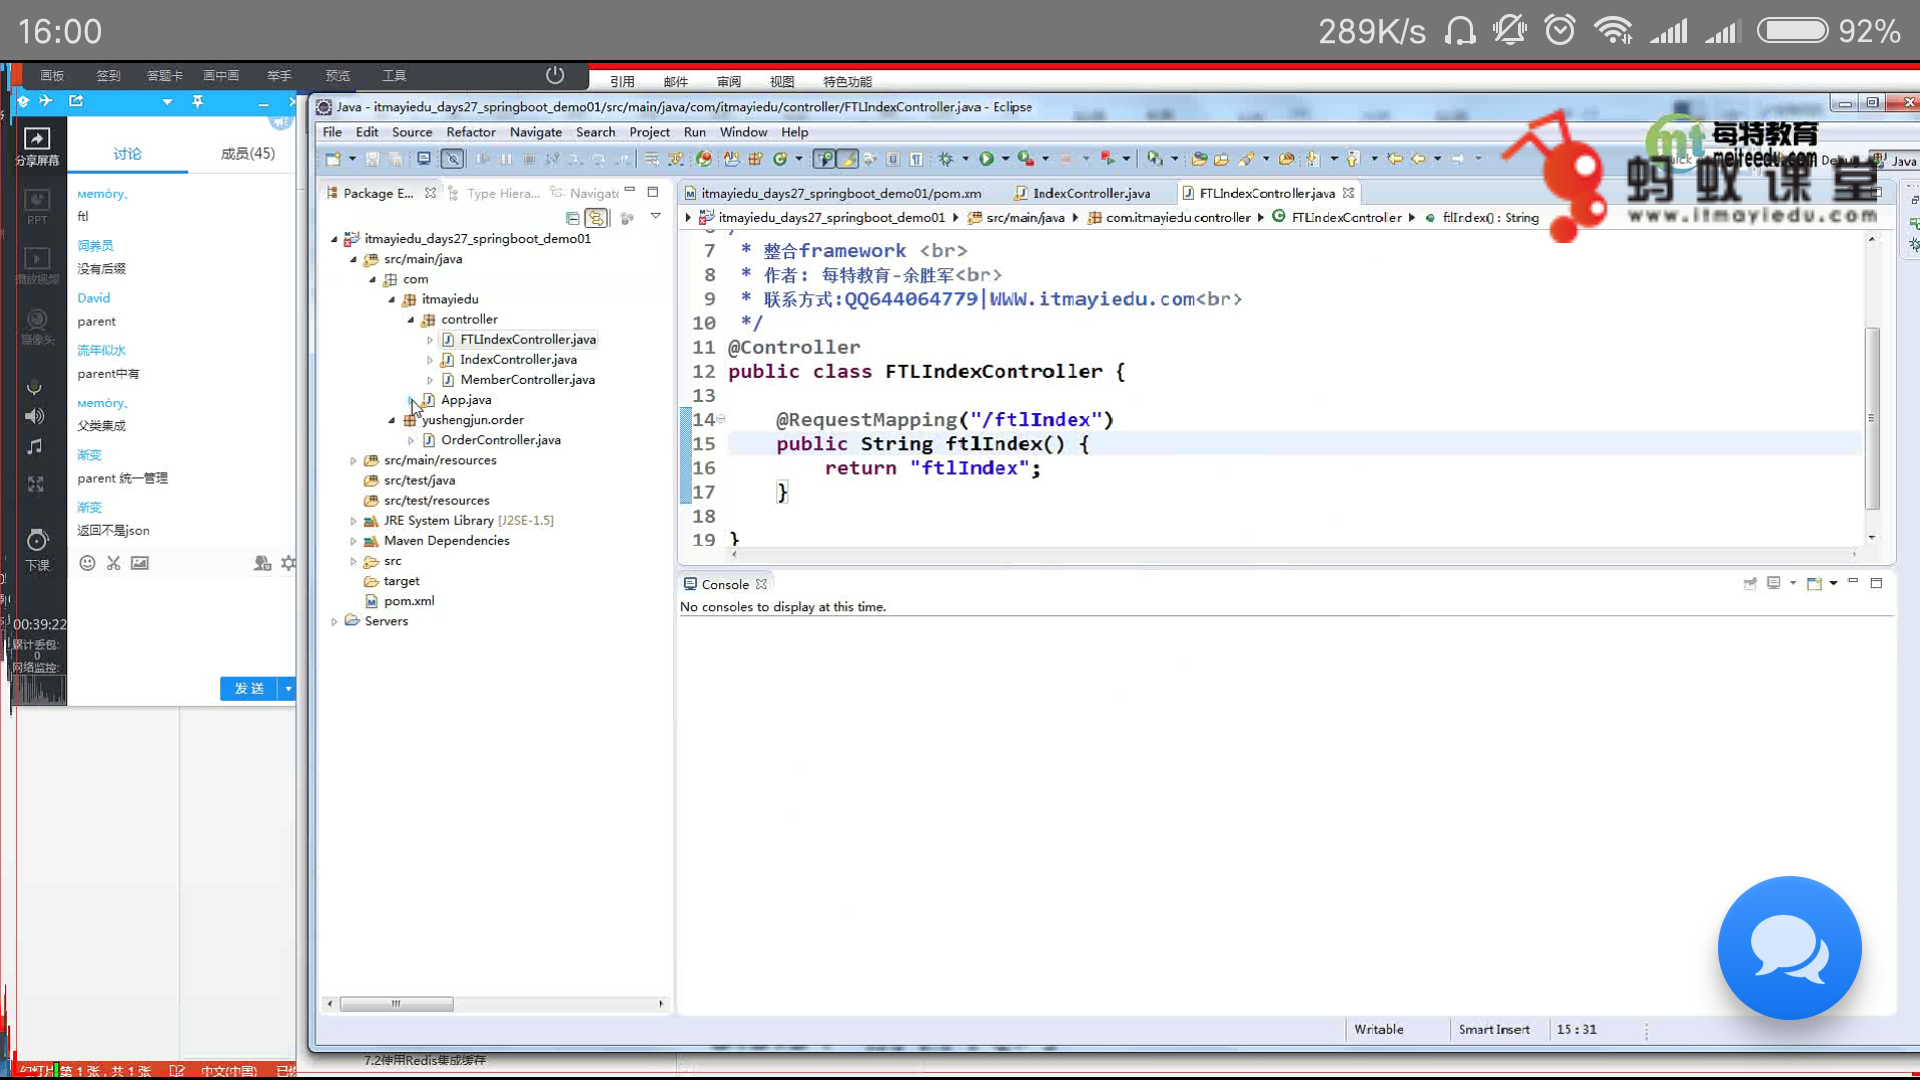 16:00
289K/s
92%
画板 签到 答题卡 画中画 举手 预览 工具
引用 邮件 审阅 视图 特色功能
Java - itmayiedu_days27_springboot_demo01/src/main/java/com/itmayiedu/controller/FTLIndexController.java - Eclipse
File Edit Source Refactor Navigate Search Project Run Window Help
每特教育
meiteedu.com
蚂蚁课堂
www.itmayiedu.com
Java
分享屏幕
PPT
播放视频
摄像头
下课
00:39:22
累计丢包:
0
网络监控:
讨论 成员(45)
memory、
ftl
饲养员
没有后缀
David
parent
流年似水
parent中有
memory、
父类集成
渐变
parent 统一管理
渐变
返回不是json
发送
Package E... Type Hiera... Navigato
itmayiedu_days27_springboot_demo01
src/main/java
com
itmayiedu
controller
FTLIndexController.java
IndexController.java
MemberController.java
App.java
yushengjun.order
OrderController.java
src/main/resources
src/test/java
src/test/resources
JRE System Library [J2SE-1.5]
Maven Dependencies
src
target
pom.xml
Servers
itmayiedu_days27_springboot_demo01/pom.xm IndexController.java FTLIndexController.java
itmayiedu_days27_springboot_demo01 src/main/java com.itmayiedu.controller FTLIndexController ftlIndex() : String
7 * 整合framework <br>
8 * 作者: 每特教育-余胜军<br>
9 * 联系方式:QQ644064779|WWW.itmayiedu.com<br>
10 */
11 @Controller
12 public class FTLIndexController {
13
14 @RequestMapping("/ftlIndex")
15 public String ftlIndex() {
16 return "ftlIndex";
17 }
18
19 }
Console
No consoles to display at this time.
Writable Smart Insert 15 : 31
7.2使用Redis集成缓存
幻灯片 第 1 张，共 1 张 中文(中国)